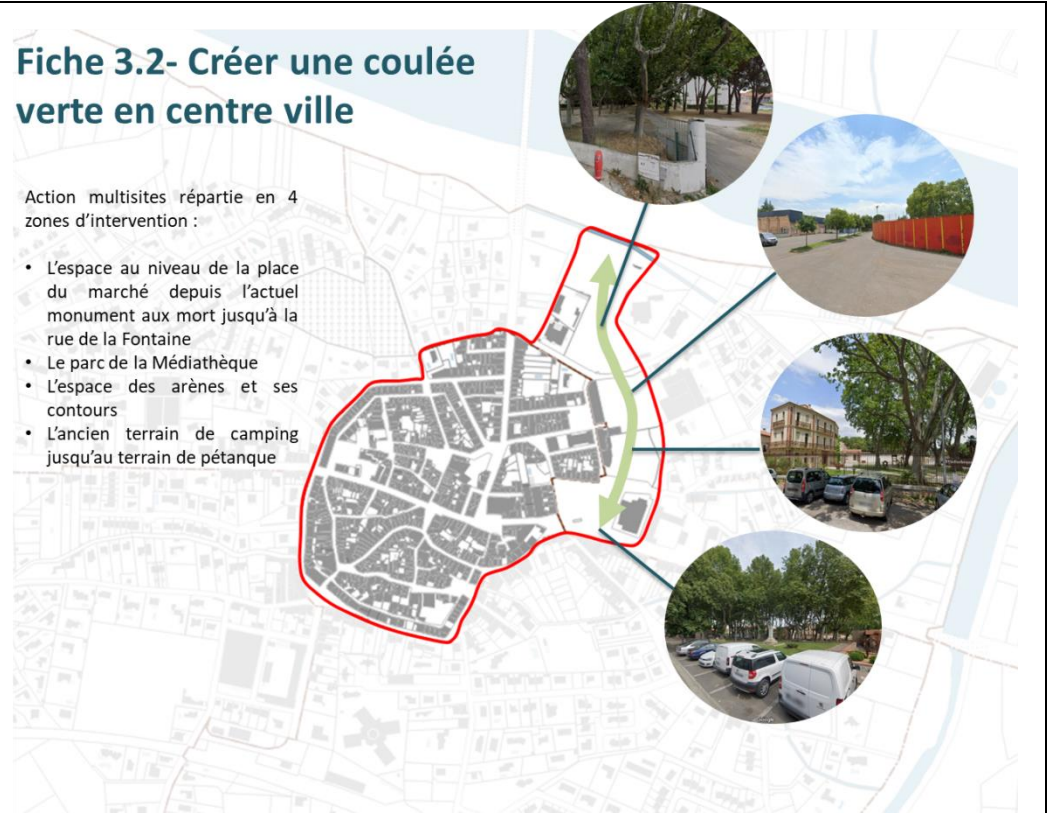 Fiche 3.2- Créer une coulée
verte en centre ville
Action multisites répartie en 4
zones d’intervention :
• L’espace au niveau de la place
du marché depuis l’actuel
monument aux mort jusqu’à la
rue de la Fontaine
• Le parc de la Médiathèque
• L’espace des arènes et ses
contours
• L’ancien terrain de camping
jusqu’au terrain de pétanque